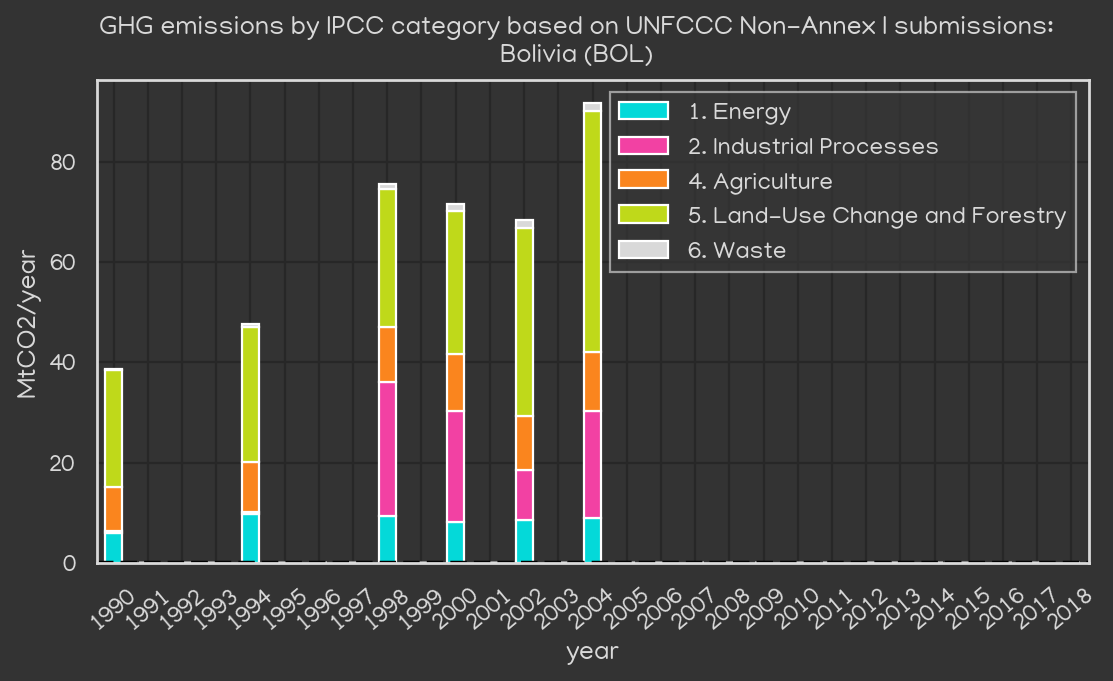 GHG emissions by IPCC category based on UNFCCC Non-Annex I submissions:
Bolivia (BOL)
1. Energy
2. Industrial Processes
4. Agriculture
5. Land-Use Change and Forestry
6. Waste
MtCO2/year
80
60
40
20
0
1990 1991 1992 1993 1994 1995 1996 1997 1998 1999 2000 2001 2002 2003 2004 2005 2006 2007 2008 2009 2010 2011 2012 2013 2014 2015 2016 2017 2018
year